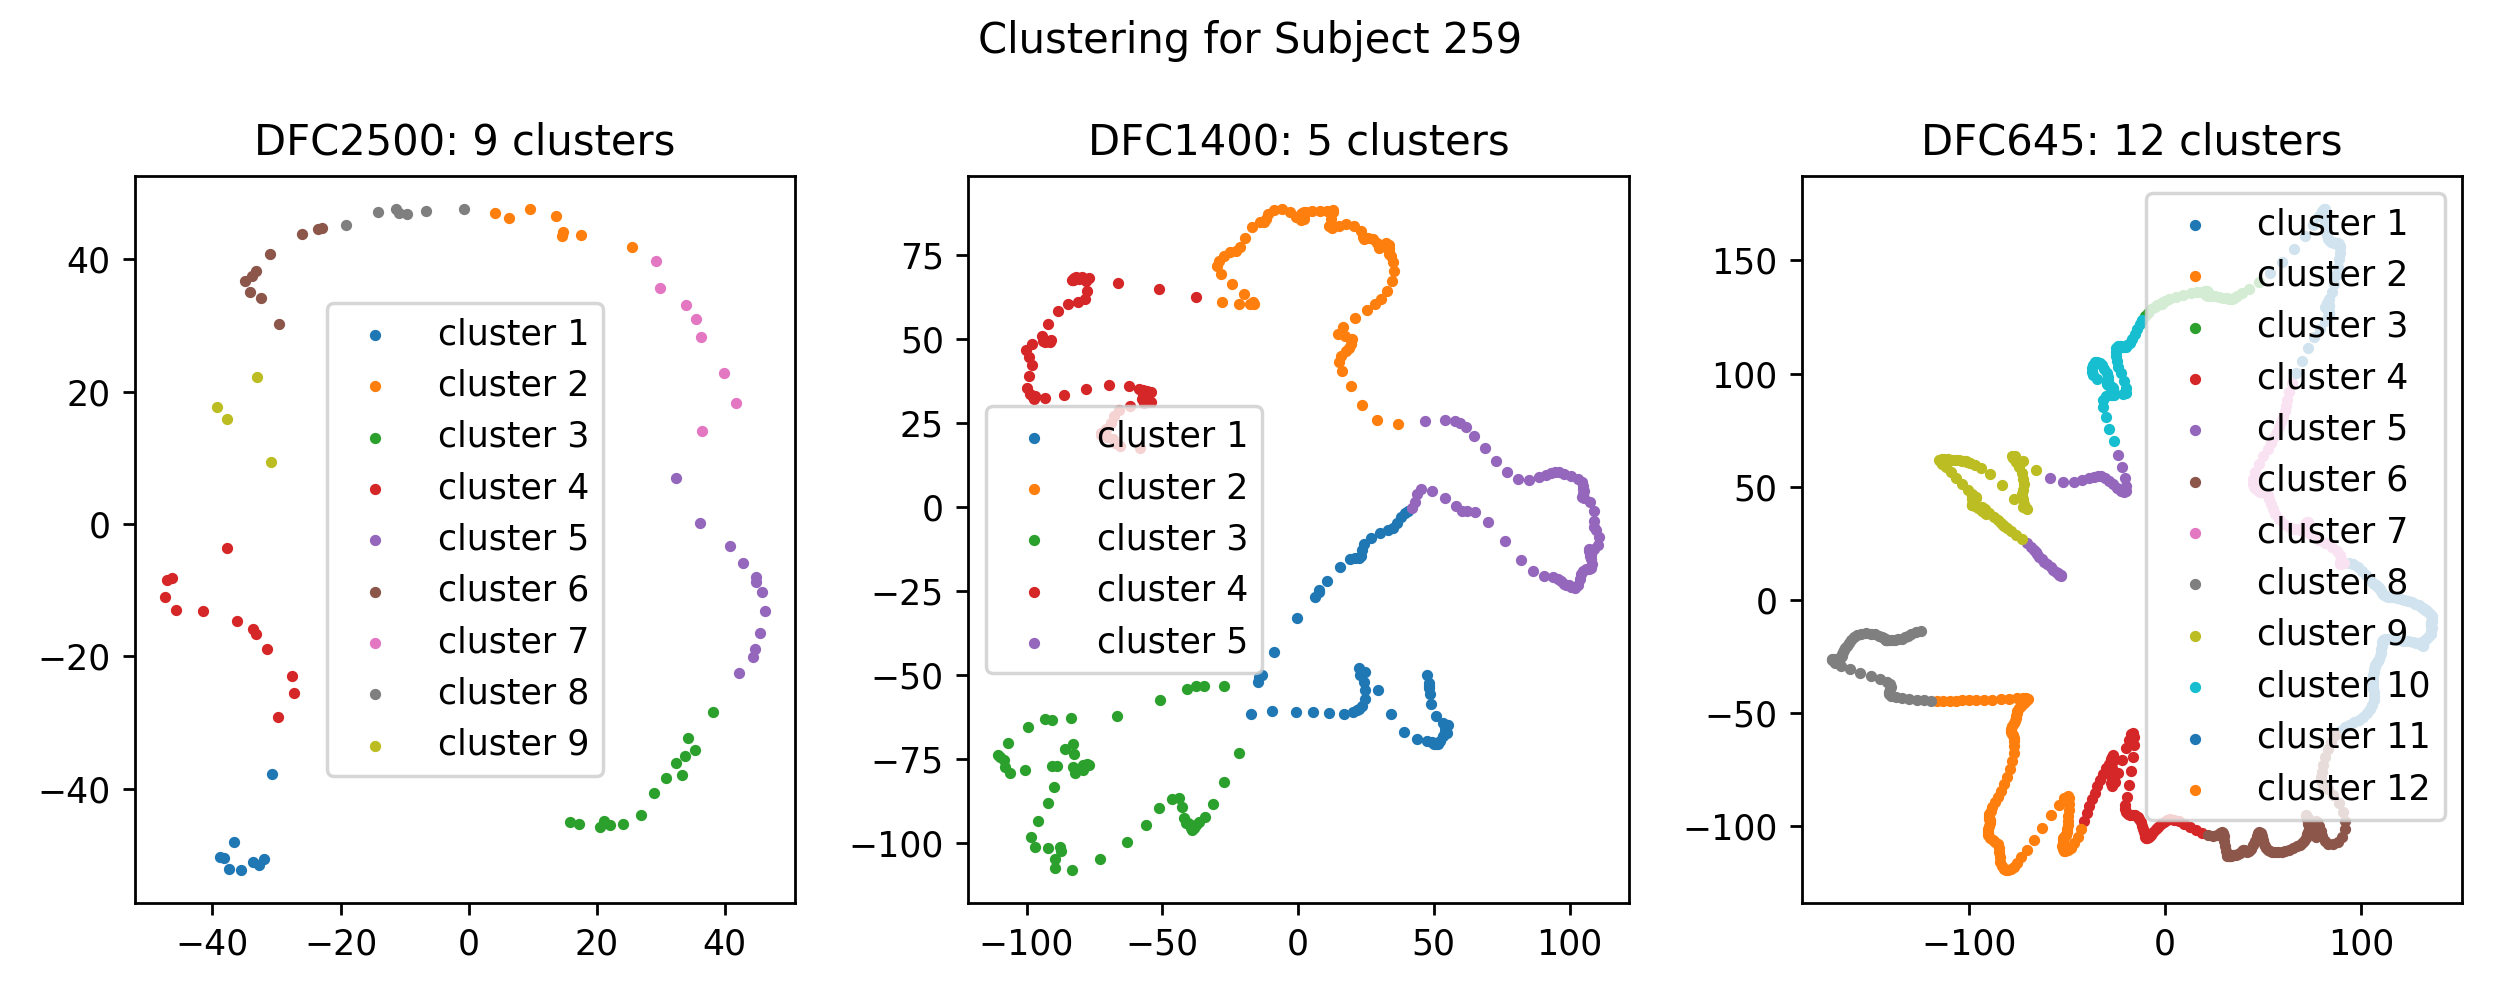 Clustering for Subject 259
DFC2500: 9 clusters
40
20
0
−20
−40
−40
−20
0
20
40
cluster 1
cluster 2
cluster 3
cluster 4
cluster 5
cluster 6
cluster 7
cluster 8
cluster 9
DFC1400: 5 clusters
75
50
25
0
−25
−50
−75
−100
−100
−50
0
50
100
cluster 1
cluster 2
cluster 3
cluster 4
cluster 5
DFC645: 12 clusters
150
100
50
0
−50
−100
−100
0
100
cluster 1
cluster 2
cluster 3
cluster 4
cluster 5
cluster 6
cluster 7
cluster 8
cluster 9
cluster 10
cluster 11
cluster 12